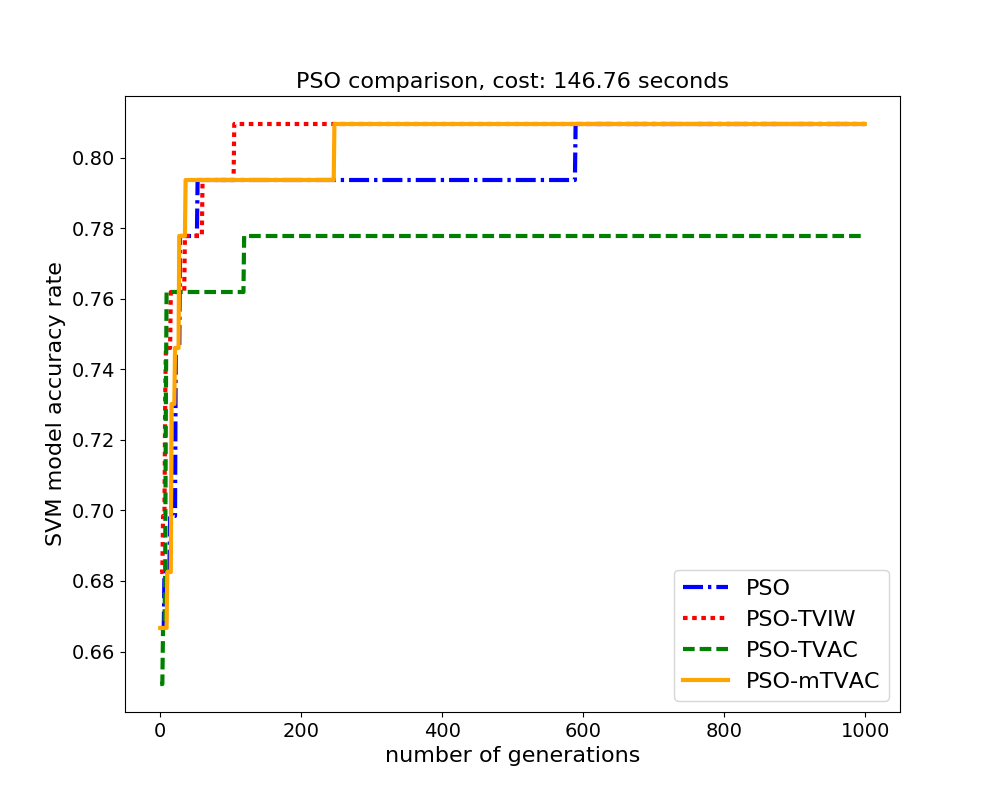 PSO comparison, cost: 146.76 seconds
SVM model accuracy rate
0.80
0.78
0.76
0.74
0.72
0.70
0.68
0.66
0
200
400
600
800
1000
number of generations
PSO
PSO-TVIW
PSO-TVAC
PSO-mTVAC